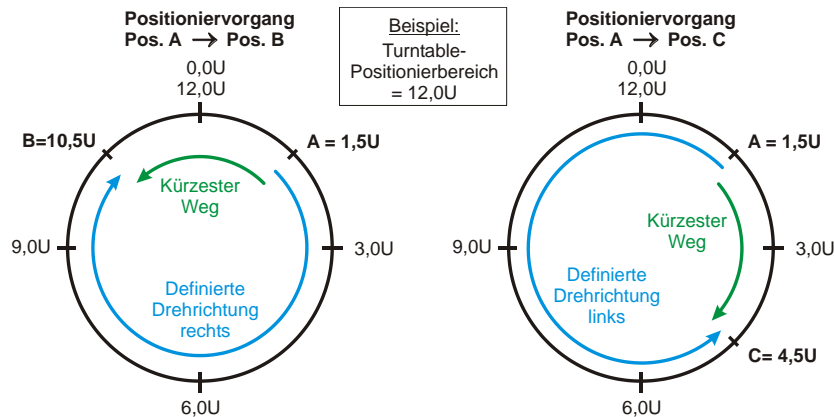 Positioniervorgang
Pos. A → Pos. B
0,0U
12,0U
B=10,5U
A = 1,5U
Kürzester
Weg
9,0U
3,0U
Definierte
Drehrichtung
rechts
6,0U
Beispiel:
Turntable-
Positionierbereich
= 12,0U
Positioniervorgang
Pos. A → Pos. C
0,0U
12,0U
A = 1,5U
Kürzester
Weg
9,0U
3,0U
Definierte
Drehrichtung
links
C= 4,5U
6,0U